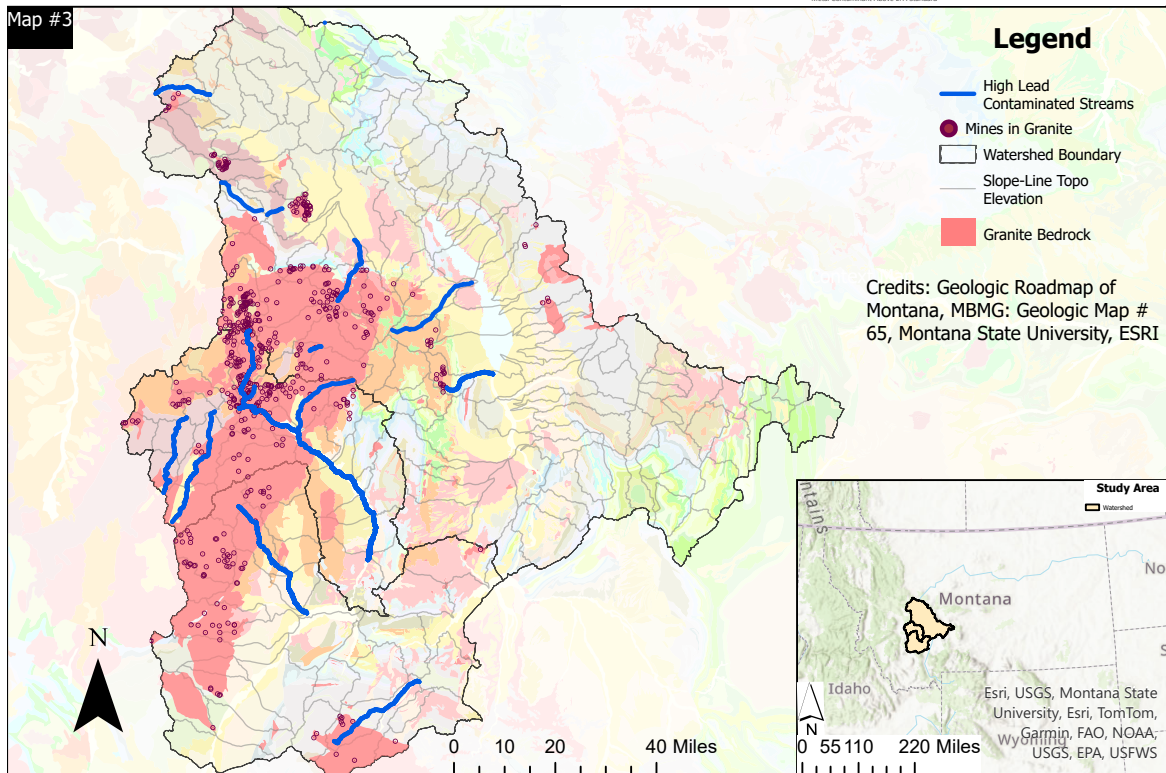 Map #3
Legend
High Lead
Contaminated Streams
Mines in Granite
Watershed Boundary
Slope-Line Topo
Elevation
Granite Bedrock
Credits: Geologic Roadmap of
Montana, MBMG: Geologic Map #
65, Montana State University, ESRI
N
0 10 20 40 Miles
Study Area
Watershed
ntains
No
Montana
S
Idaho
Wyoming
Esri, USGS, Montana State
University, Esri, TomTom,
Garmin, FAO, NOAA,
USGS, EPA, USFWS
N
0 55 110 220 Miles